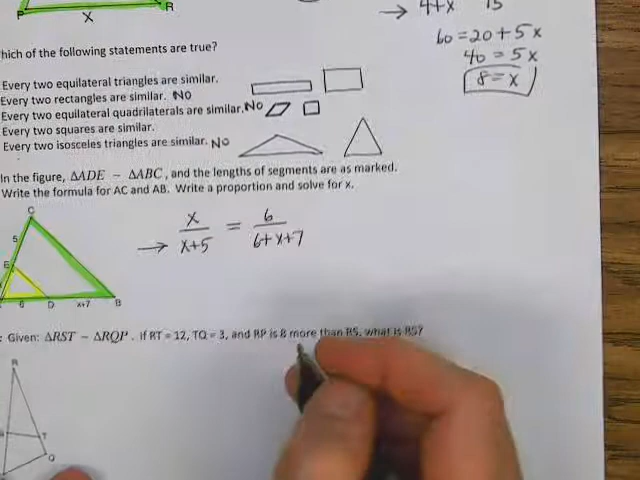 P
R
X
→ 4+x 15
60 = 20 + 5x
40 = 5x
8 = x
hich of the following statements are true?
Every two equilateral triangles are similar.
Every two rectangles are similar. NO
Every two equilateral quadrilaterals are similar. NO
Every two squares are similar.
Every two isosceles triangles are similar. NO
In the figure, ΔADE ~ ΔABC, and the lengths of segments are as marked.
Write the formula for AC and AB. Write a proportion and solve for x.
C
5
E
6 D x+7 B
x/x+5 = 6/6+x+7
→
: Given: ΔRST ~ ΔRQP. If RT = 12, TQ = 3, and RP is 8 more than RS, what is RS?
R
T
Q